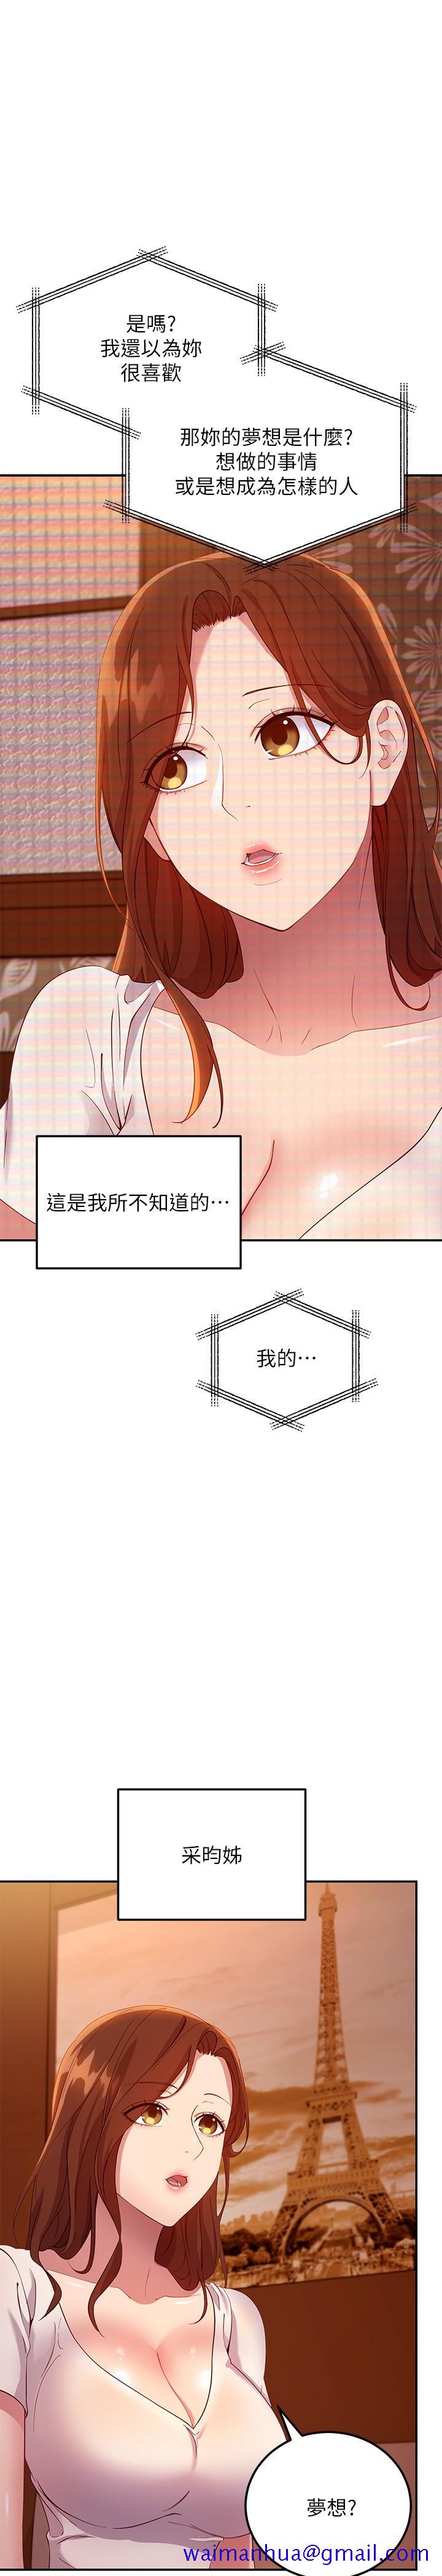 是嗎?
我還以為妳
很喜歡
那妳的夢想是什麼?
想做的事情
或是想成為怎樣的人
這是我所不知道的…
我的…
采昀姊
夢想?
waimanhua@gmail.com